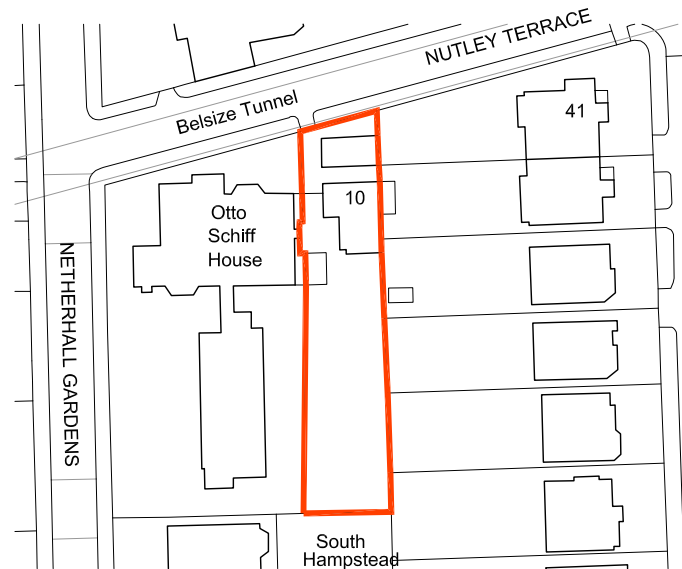 NUTLEY TERRACE
Belsize Tunnel
41
10
Otto
Schiff
House
NETHERHALL GARDENS
South
Hampstead